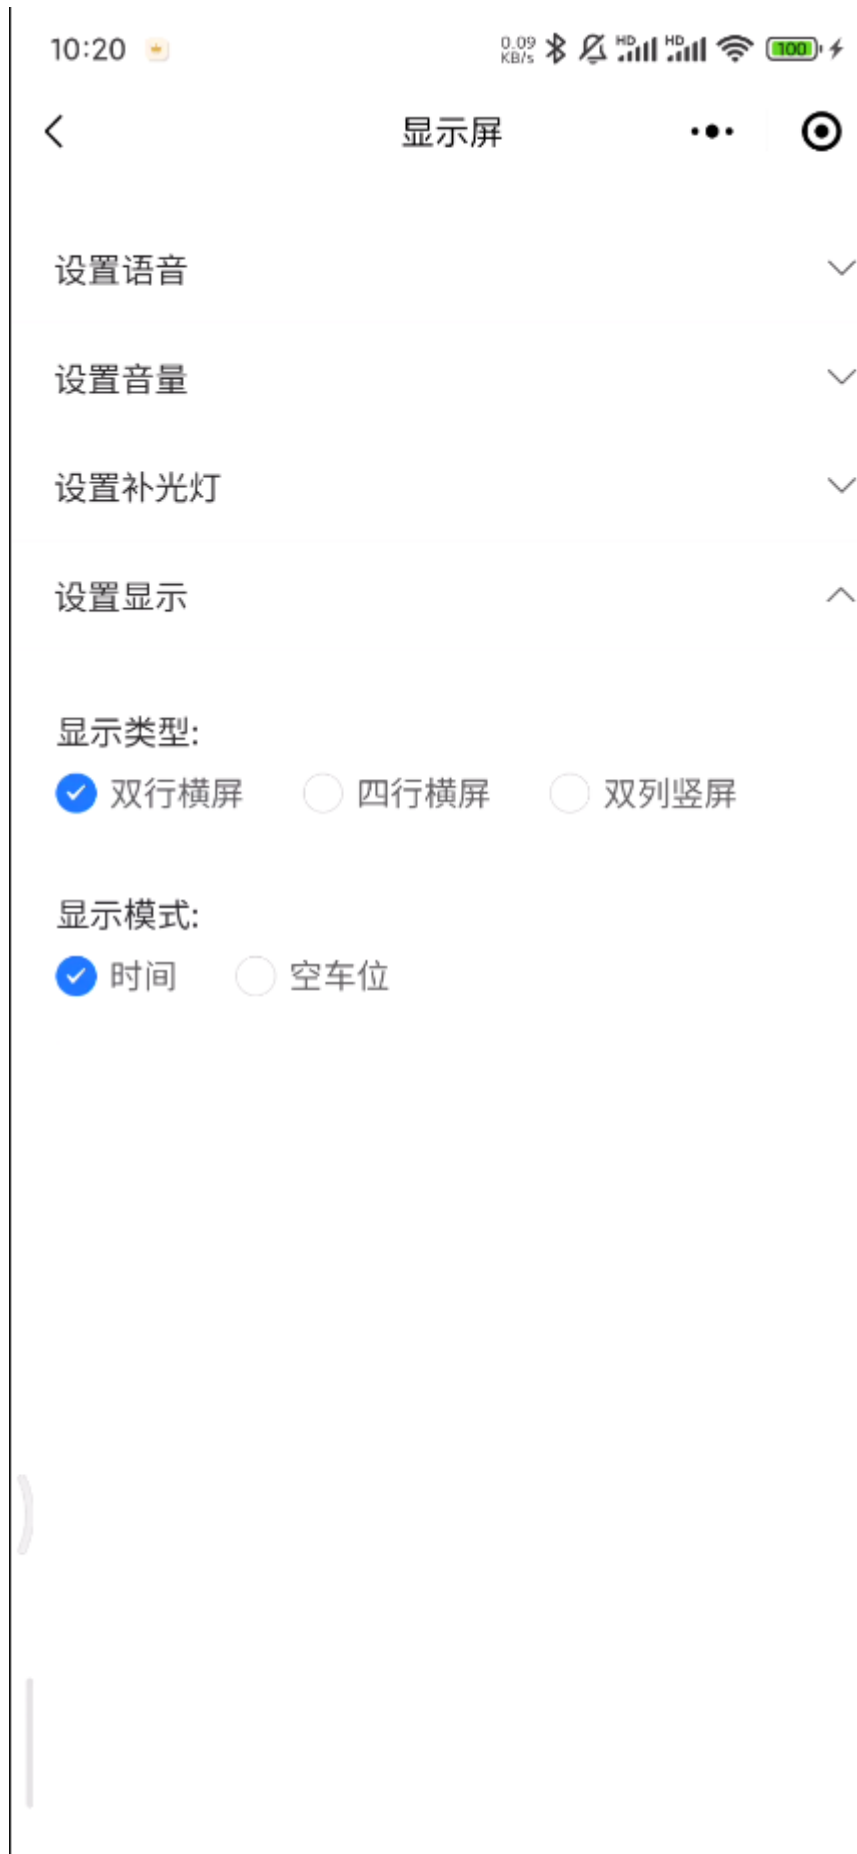 10:20
0.09 KB/s HD HD 100
显示屏
设置语音
设置音量
设置补光灯
设置显示
显示类型:
双行横屏 四行横屏 双列竖屏
显示模式:
时间 空车位